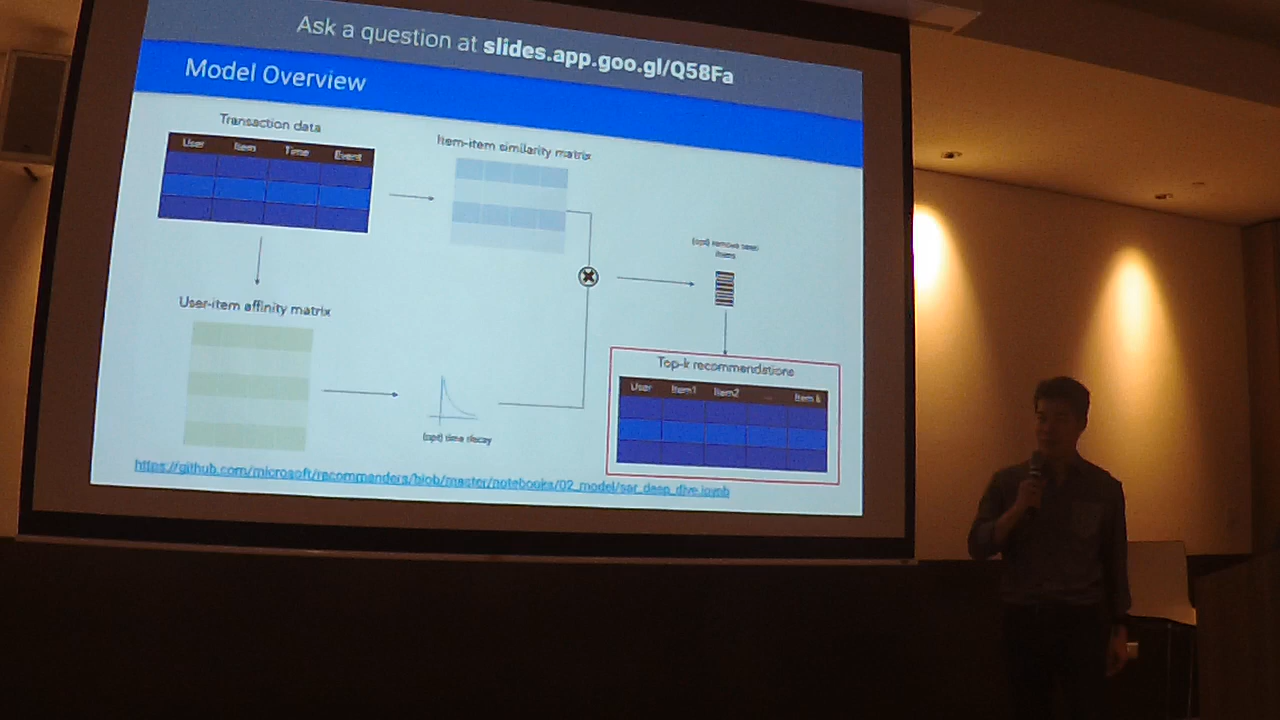 Ask a question at slides.app.goo.gl/Q58Fa
Model Overview
Transaction data
User Item Time Event
Item-item similarity matrix
(opt) remove seen
items
User-item affinity matrix
(opt) time decay
Top-k recommendations
User Item1 Item2 ... Item k
https://github.com/microsoft/recommenders/blob/master/notebooks/02_model/sar_deep_dive.ipynb